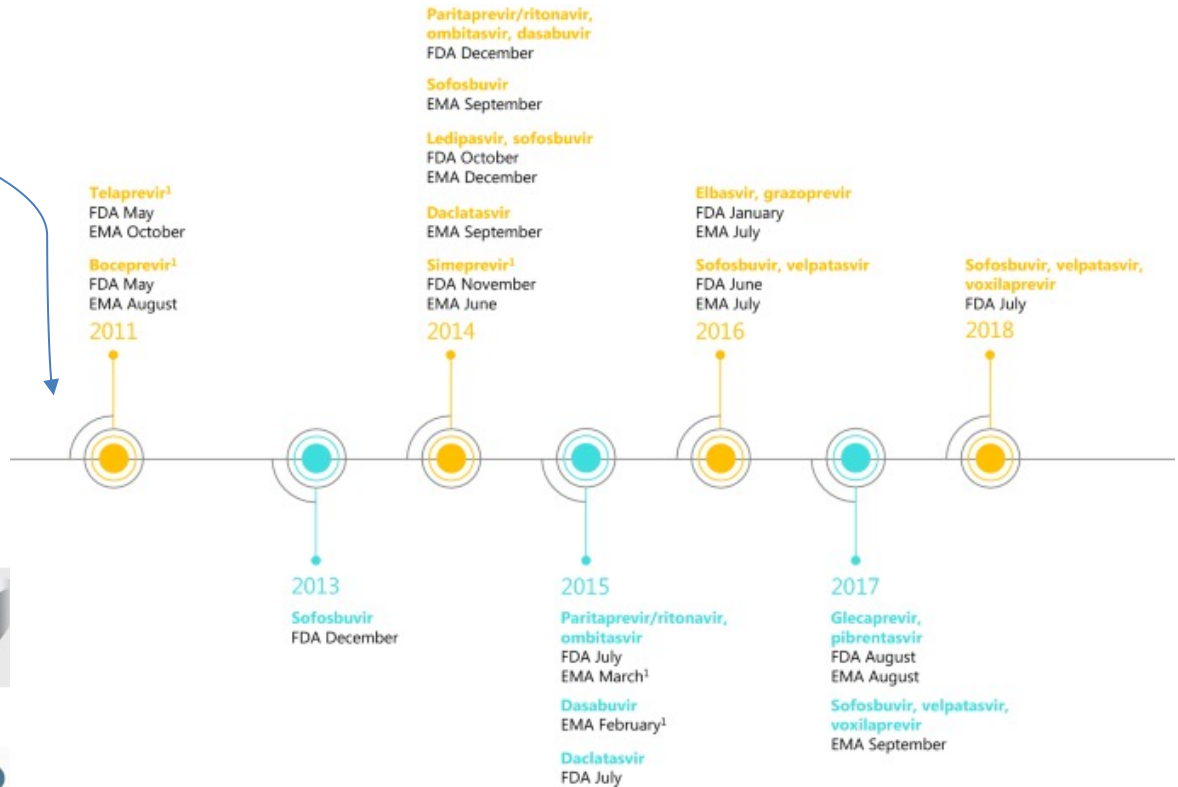 Telaprevir¹
FDA May
EMA October
Boceprevir¹
FDA May
EMA August
2011
2013
Sofosbuvir
FDA December
Paritaprevir/ritonavir,
ombitasvir, dasabuvir
FDA December
Sofosbuvir
EMA September
Ledipasvir, sofosbuvir
FDA October
EMA December
Daclatasvir
EMA September
Simeprevir¹
FDA November
EMA June
2014
2015
Paritaprevir/ritonavir,
ombitasvir
FDA July
EMA March¹
Dasabuvir
EMA February¹
Daclatasvir
FDA July
Elbasvir, grazoprevir
FDA January
EMA July
Sofosbuvir, velpatasvir
FDA June
EMA July
2016
2017
Glecaprevir,
pibrentasvir
FDA August
EMA August
Sofosbuvir, velpatasvir,
voxilaprevir
EMA September
Sofosbuvir, velpatasvir,
voxilaprevir
FDA July
2018